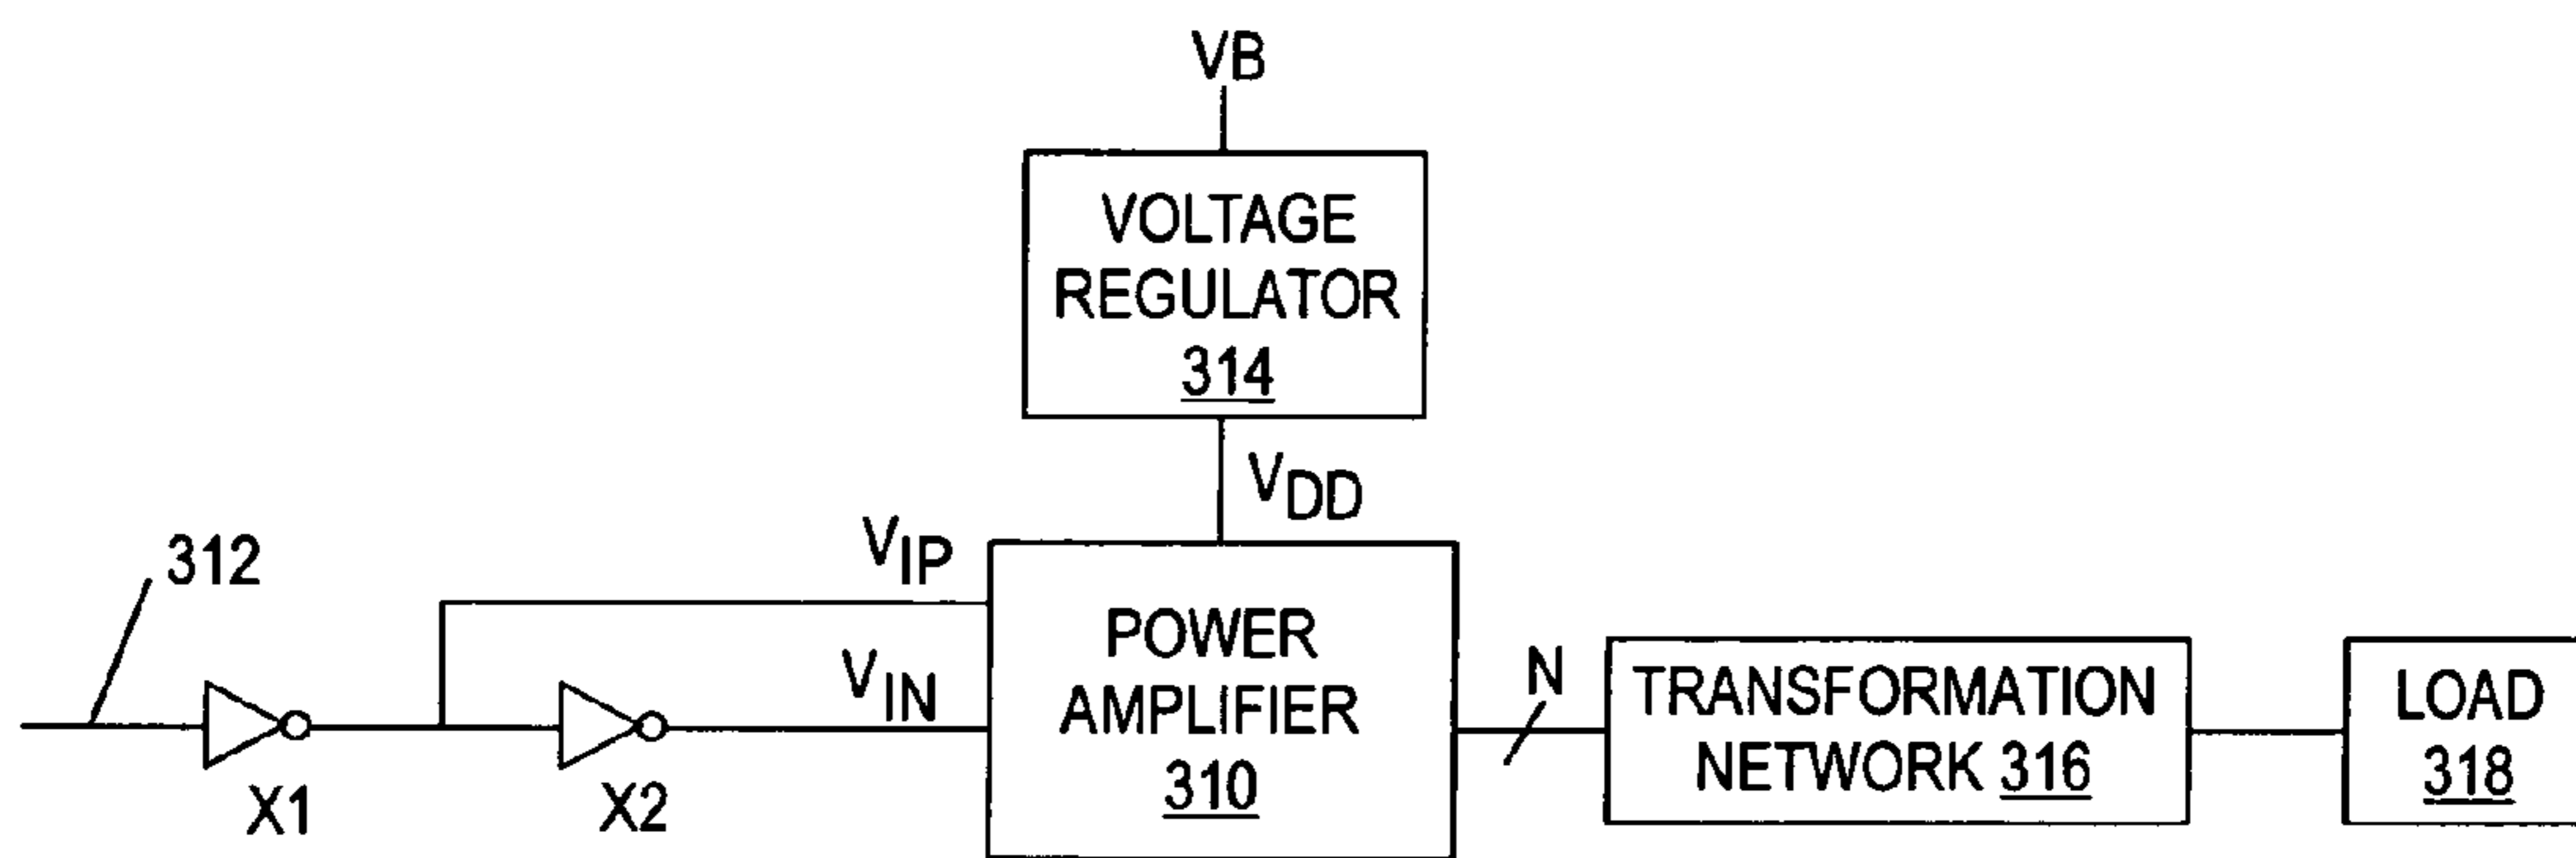 VB
VOLTAGE
REGULATOR
314
VDD
312
VIP
VIN
X1
X2
POWER
AMPLIFIER
310
N
TRANSFORMATION
NETWORK 316
LOAD
318